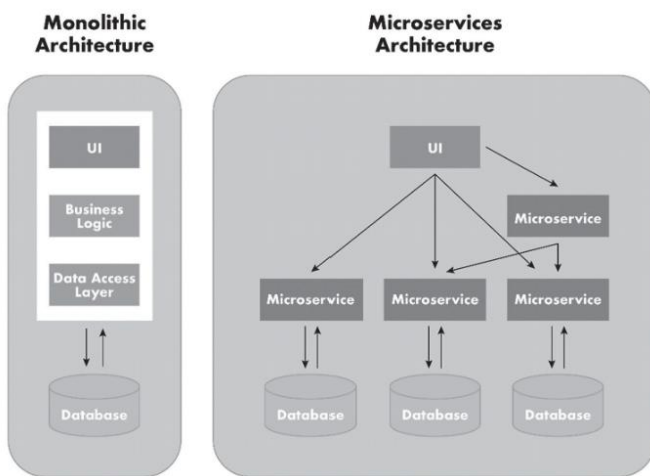 Monolithic
Architecture
UI
Business
Logic
Data Access
Layer
Database
Microservices
Architecture
UI
Microservice
Microservice
Microservice
Microservice
Database
Database
Database